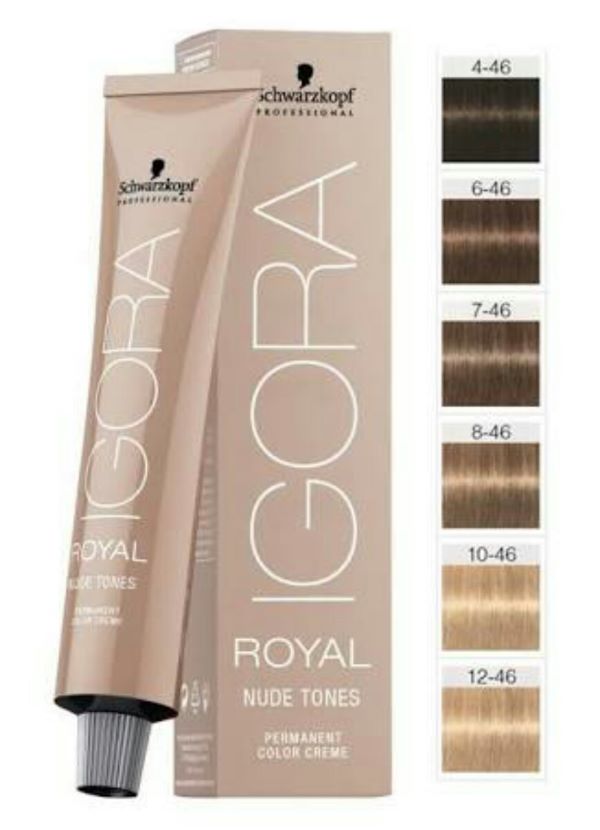 Schwarzkopf
PROFESSIONAL
IGORA
ROYAL
NUDE TONES
PERMANENT
COLOR CREME
Schwarzkopf
PROFESSIONAL
IGORA
ROYAL
NUDE TONES
PERMANENT
COLOR CREME
4-46
6-46
7-46
8-46
10-46
12-46